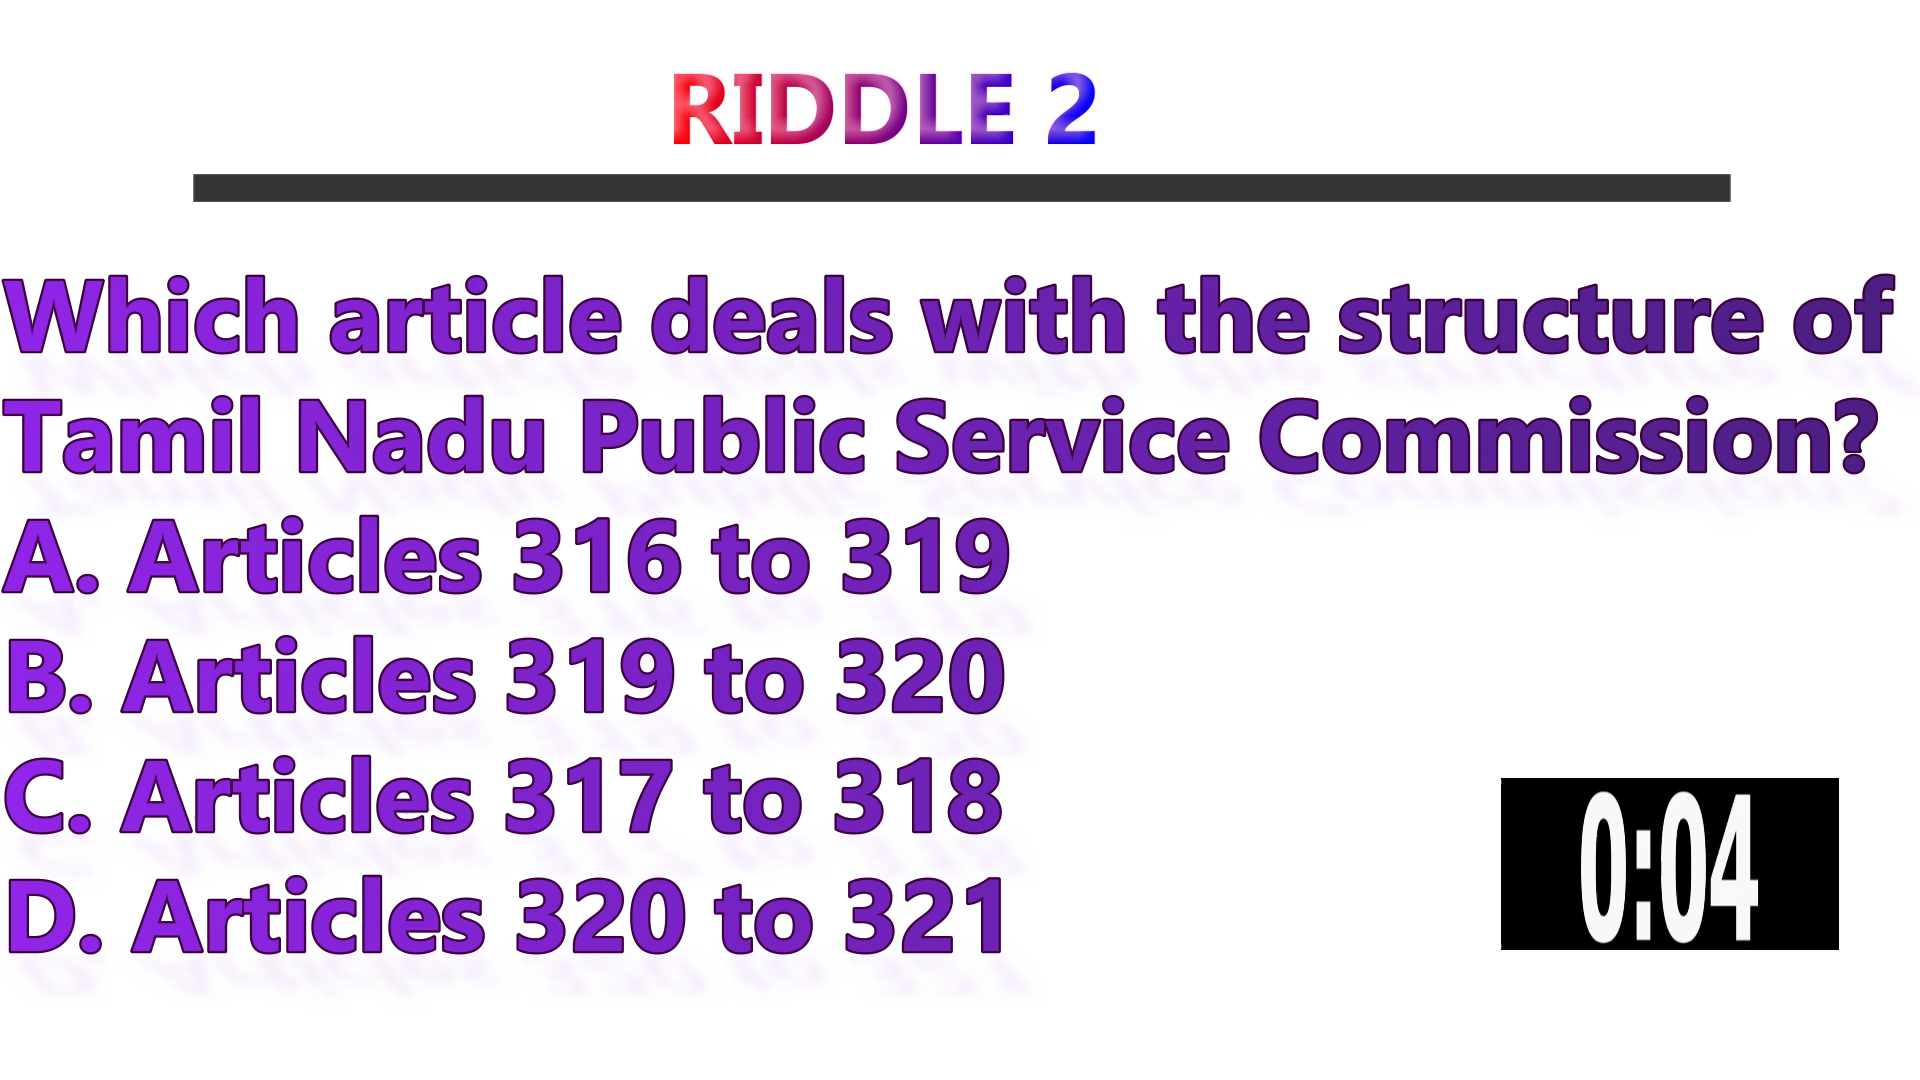 RIDDLE 2
Which article deals with the structure of
Tamil Nadu Public Service Commission?
A. Articles 316 to 319
B. Articles 319 to 320
C. Articles 317 to 318
D. Articles 320 to 321
0:04